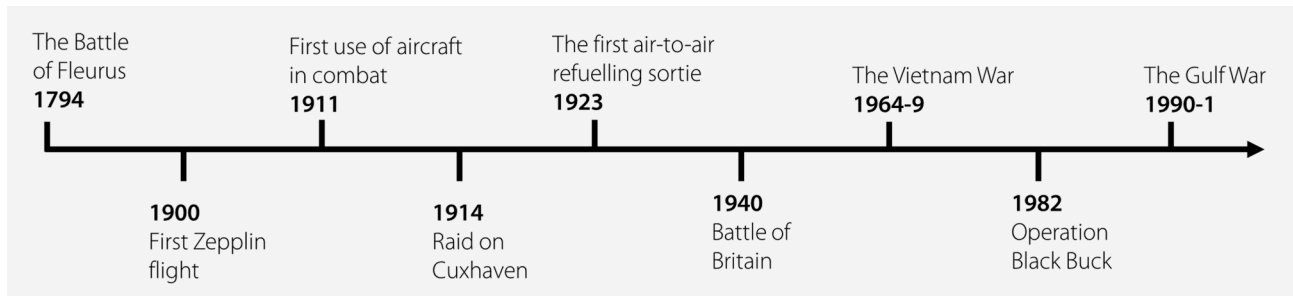 The Battle
of Fleurus
1794
First use of aircraft
in combat
1911
The first air-to-air
refuelling sortie
1923
The Vietnam War
1964-9
The Gulf War
1990-1
1900
First Zepplin
flight
1914
Raid on
Cuxhaven
1940
Battle of
Britain
1982
Operation
Black Buck